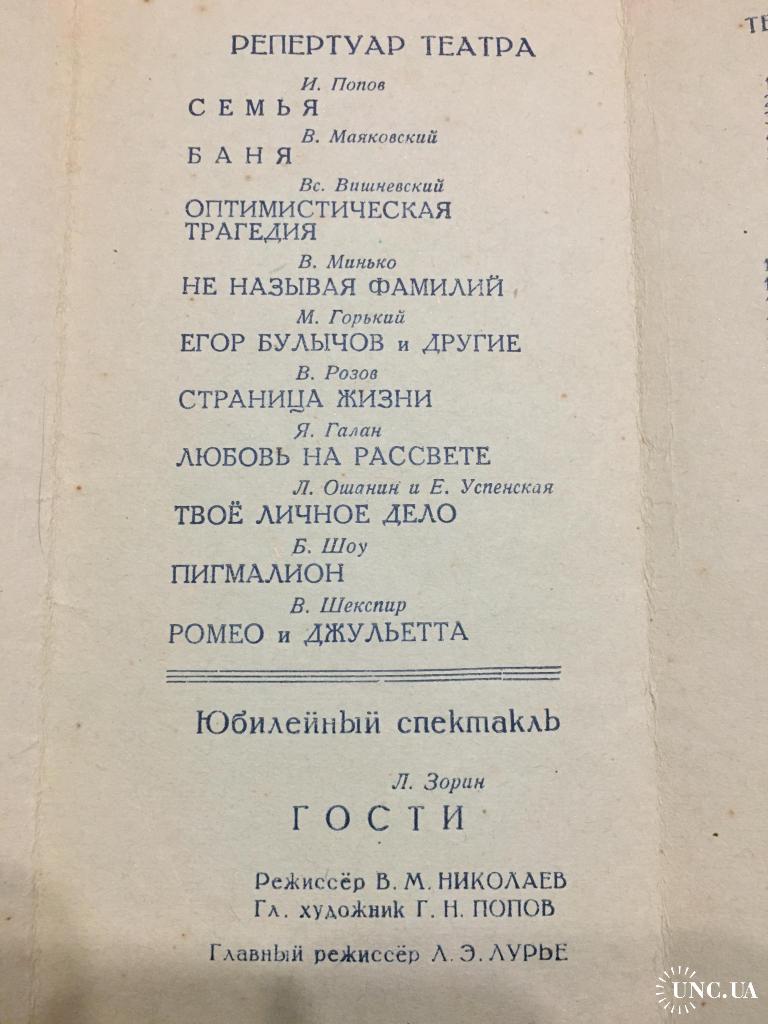 РЕПЕРТУАР ТЕАТРА
И. Попов
СЕМЬЯ
В. Маяковский
БАНЯ
Вс. Вишневский
ОПТИМИСТИЧЕСКАЯ
ТРАГЕДИЯ
В. Минько
НЕ НАЗЫВАЯ ФАМИЛИЙ
М. Горький
ЕГОР БУЛЫЧОВ и ДРУГИЕ
В. Розов
СТРАНИЦА ЖИЗНИ
Я. Галан
ЛЮБОВЬ НА РАССВЕТЕ
Л. Ошанин и Е. Успенская
ТВОЁ ЛИЧНОЕ ДЕЛО
Б. Шоу
ПИГМАЛИОН
В. Шекспир
РОМЕО и ДЖУЛЬЕТТА
Юбилейный спектакль
Л. Зорин
ГОСТИ
Режиссёр В. М. НИКОЛАЕВ
Гл. художник Г. Н. ПОПОВ
Главный режиссёр Л. Э. ЛУРЬЕ
UNC.UA